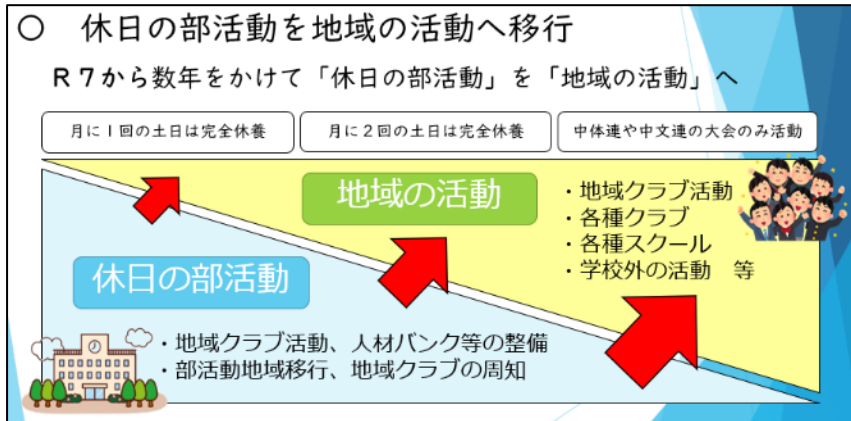 ○ 休日の部活動を地域の活動へ移行
Ｒ７から数年をかけて「休日の部活動」を「地域の活動」へ
月に１回の土日は完全休養
月に２回の土日は完全休養
中体連や中文連の大会のみ活動
地域の活動
・地域クラブ活動
・各種クラブ
・各種スクール
・学校外の活動　等
休日の部活動
・地域クラブ活動、人材バンク等の整備
・部活動地域移行、地域クラブの周知